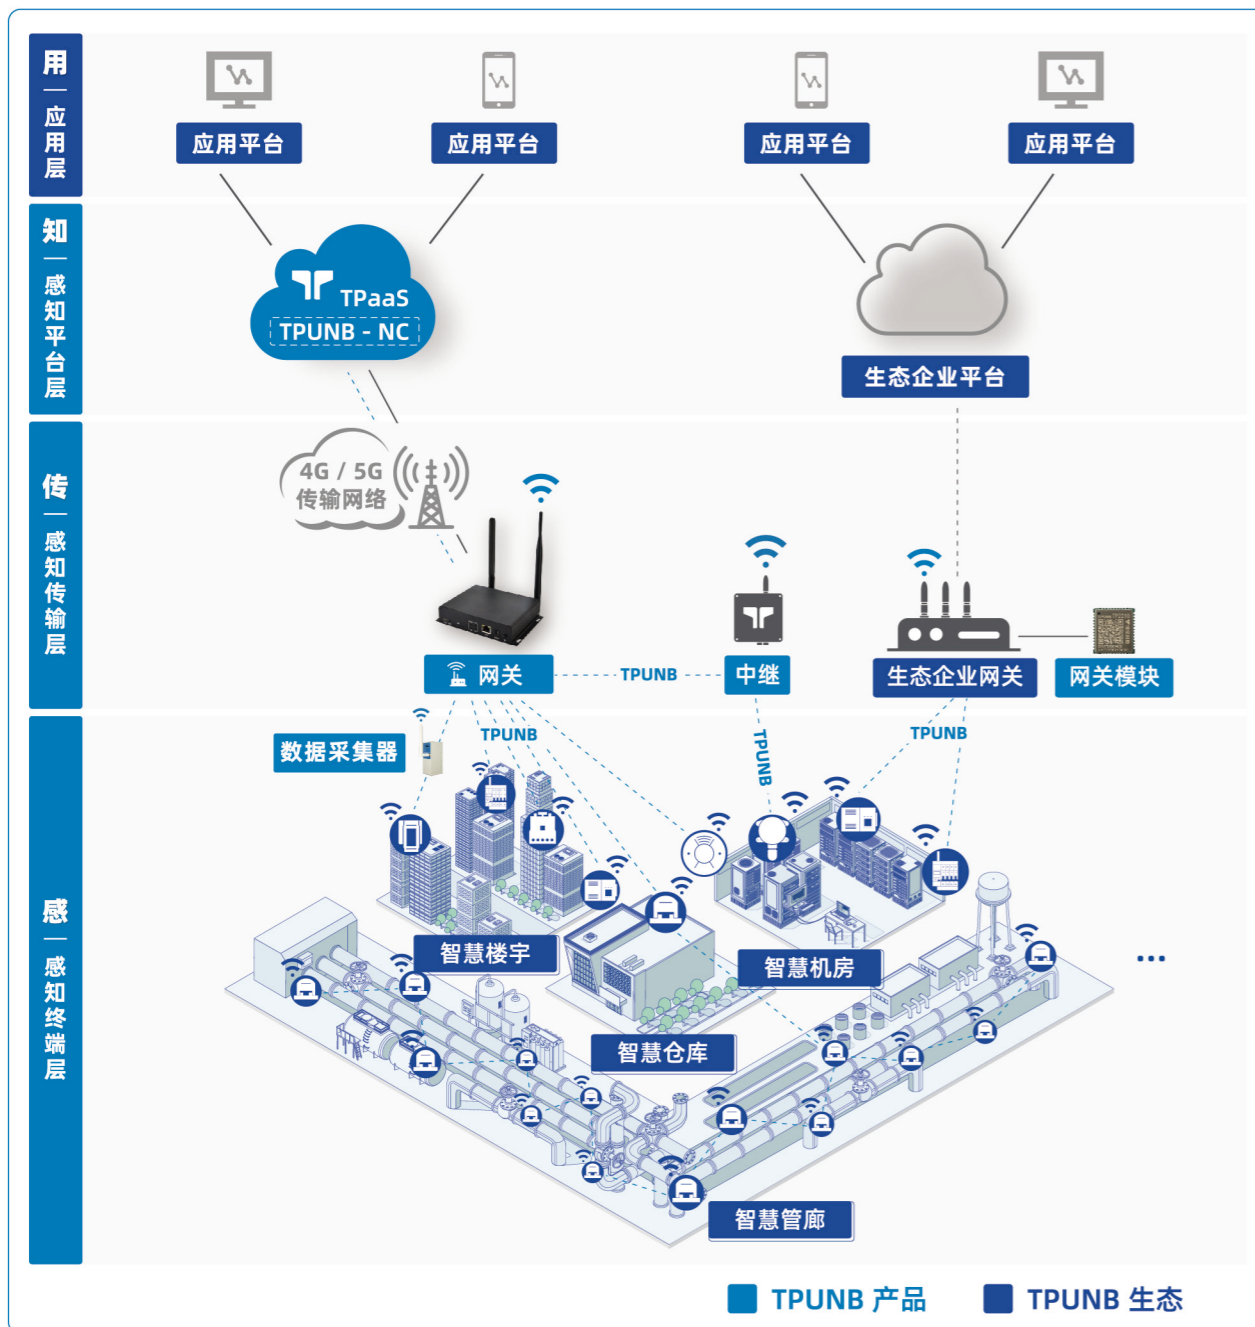 用
应用层
应用平台
应用平台
应用平台
应用平台
知
感知平台层
TPaaS
TPUNB - NC
生态企业平台
传
感知传输层
4G / 5G
传输网络
网关
TPUNB
中继
生态企业网关
网关模块
感
感知终端层
数据采集器
TPUNB
TPUNB
TPUNB
智慧楼宇
智慧机房
智慧仓库
智慧管廊
...
TPUNB 产品
TPUNB 生态